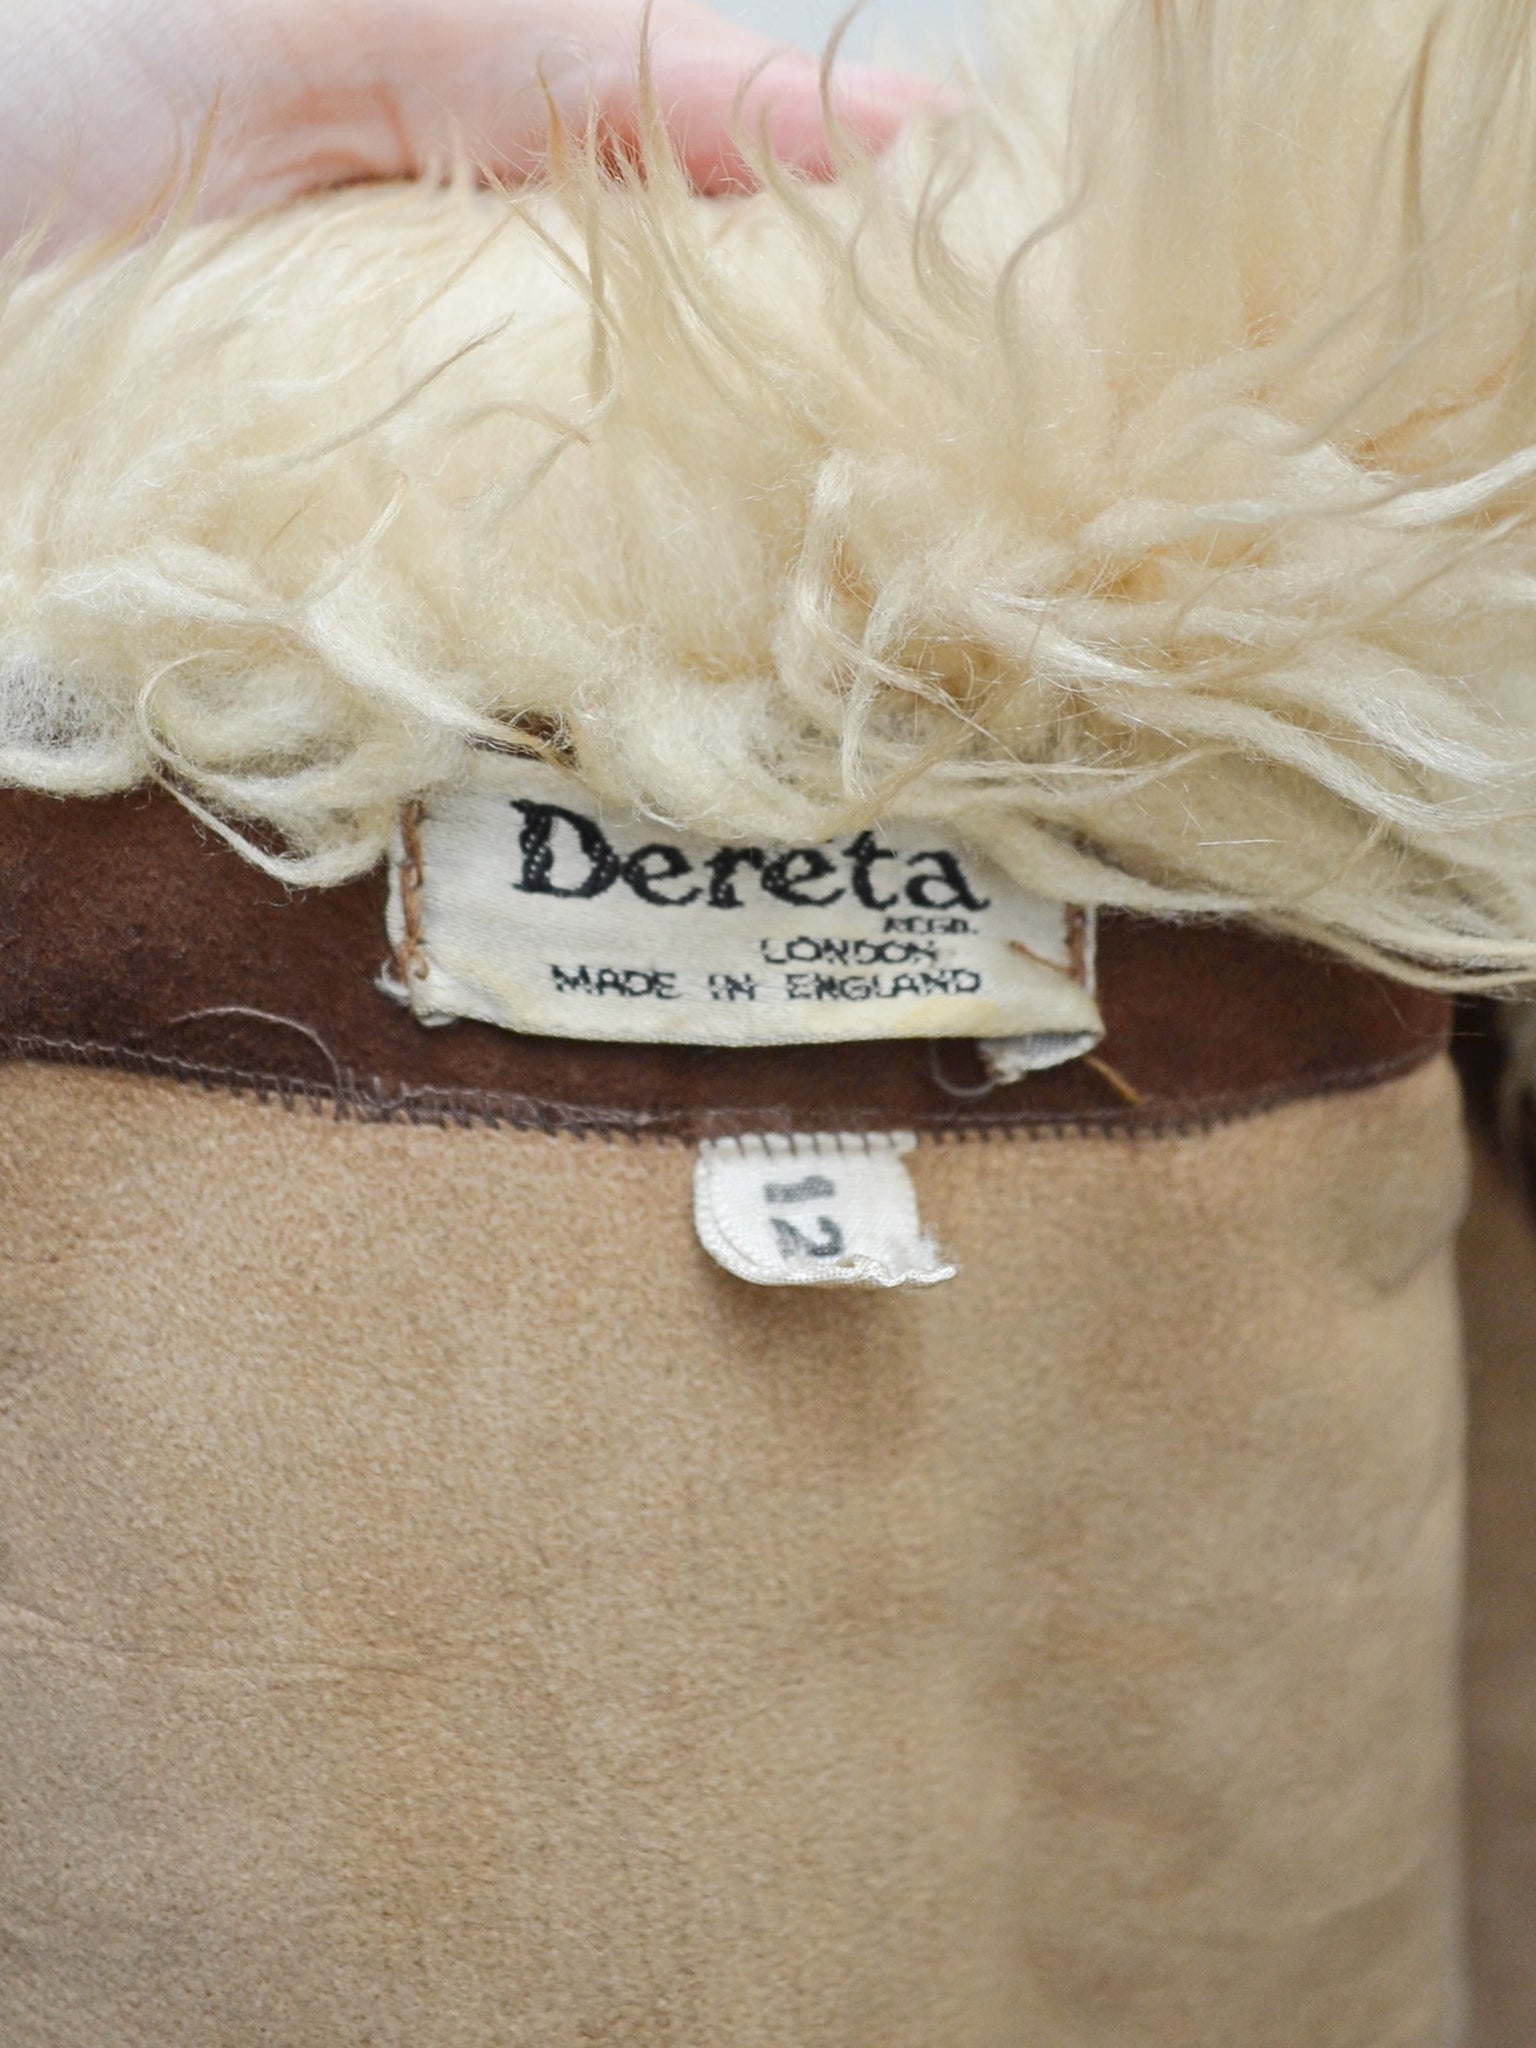 Dereta
REGD.
LONDON
MADE IN ENGLAND
12